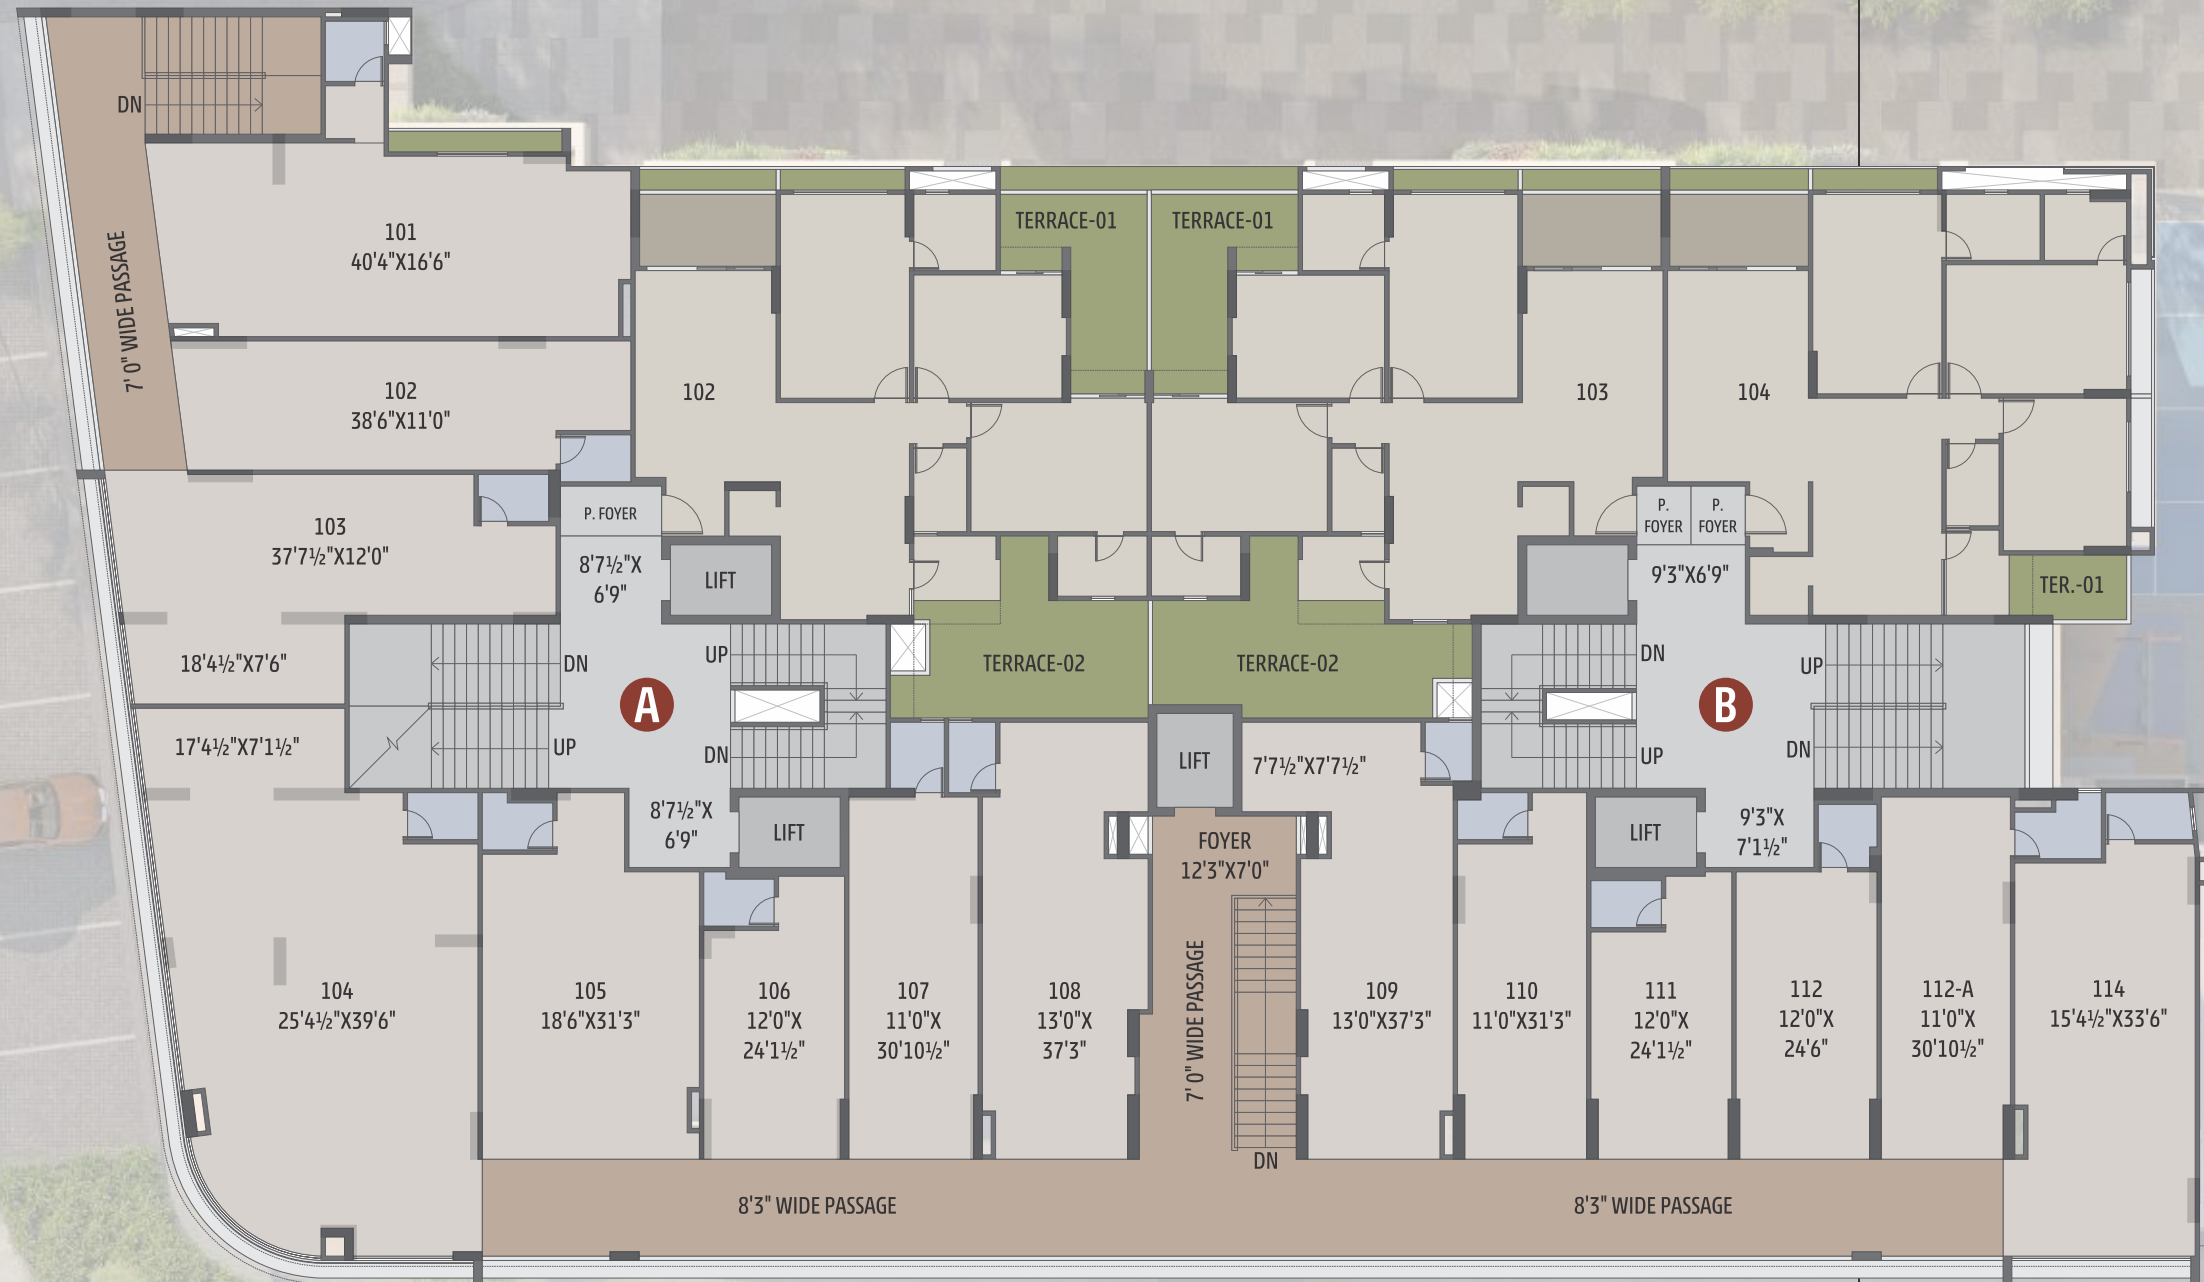 DN
7' 0" WIDE PASSAGE
101
40'4"X16'6"
102
38'6"X11'0"
103
37'7½"X12'0"
18'4½"X7'6"
17'4½"X7'1½"
P. FOYER
8'7½"X
6'9"
LIFT
DN
UP
A
UP
DN
8'7½"X
6'9"
LIFT
102
TERRACE-01
TERRACE-01
TERRACE-02
TERRACE-02
103
104
P.
FOYER
P.
FOYER
9'3"X6'9"
TER.-01
DN
UP
B
UP
DN
9'3"X
7'1½"
LIFT
LIFT
7'7½"X7'7½"
FOYER
12'3"X7'0"
7' 0" WIDE PASSAGE
DN
104
25'4½"X39'6"
105
18'6"X31'3"
106
12'0"X
24'1½"
107
11'0"X
30'10½"
108
13'0"X
37'3"
109
13'0"X37'3"
110
11'0"X31'3"
111
12'0"X
24'1½"
112
12'0"X
24'6"
112-A
11'0"X
30'10½"
114
15'4½"X33'6"
8'3" WIDE PASSAGE
8'3" WIDE PASSAGE